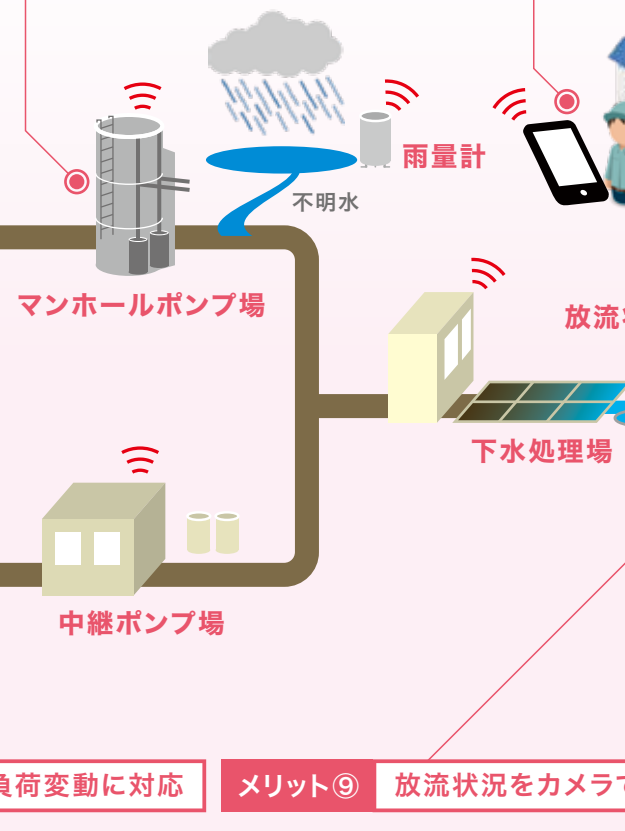 雨量計
不明水
マンホールポンプ場
放流
下水処理場
中継ポンプ場
負荷変動に対応
メリット⑨
放流状況をカメラで